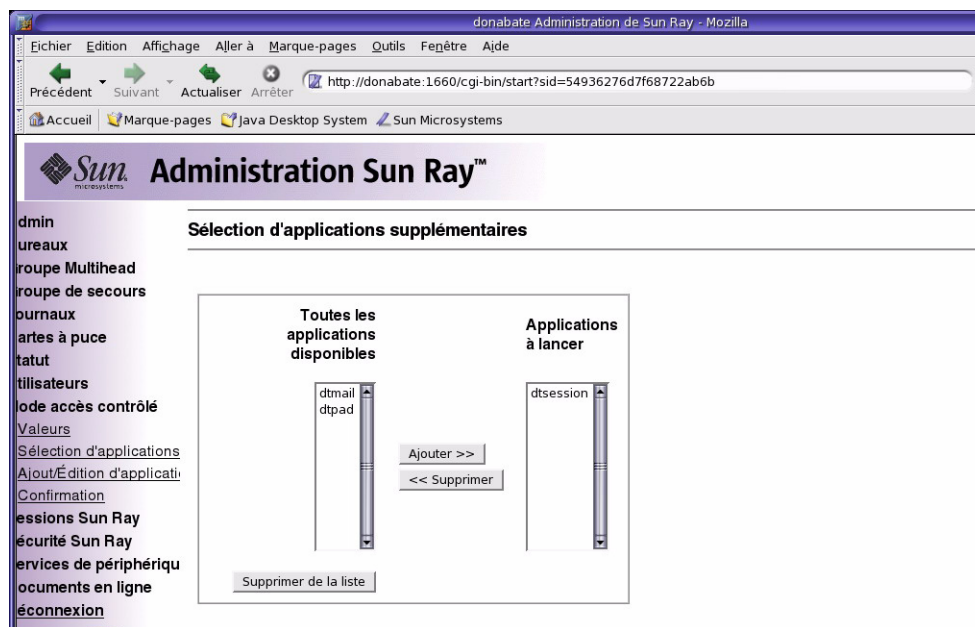 donabate Administration de Sun Ray - Mozilla
Fichier Edition Affichage Aller à Marque-pages Outils Fenêtre Aide
Précédent Suivant Actualiser Arrêter http://donabate:1660/cgi-bin/start?sid=54936276d7f68722ab6b
Accueil Marque-pages Java Desktop System Sun Microsystems
Sun microsystems Administration Sun Ray™
dmin
ureaux
roupe Multihead
roupe de secours
ournaux
artes à puce
tatut
tilisateurs
ode accès contrôlé
Valeurs
Sélection d'applications
Ajout/Édition d'applicati
Confirmation
essions Sun Ray
écurité Sun Ray
ervices de périphériqu
ocuments en ligne
éconnexion
Sélection d'applications supplémentaires
Toutes les
applications
disponibles
dtmail
dtpad
Ajouter >>
<< Supprimer
Applications
à lancer
dtsession
Supprimer de la liste